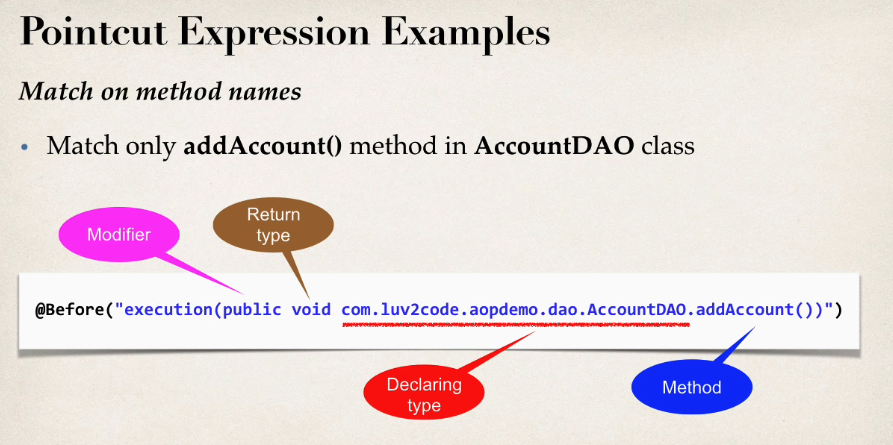 Pointcut Expression Examples
Match on method names
• Match only addAccount() method in AccountDAO class
Modifier
Return
type
@Before("execution(public void com.luv2code.aopdemo.dao.AccountDAO.addAccount())")
Declaring
type
Method